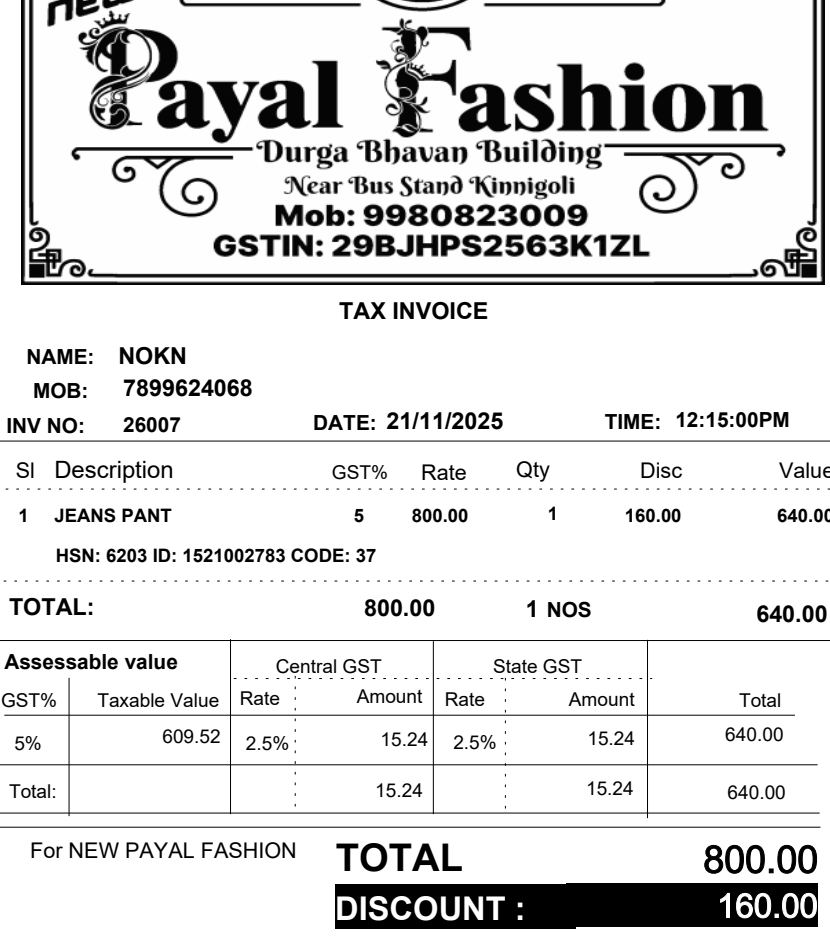 new
Payal Fashion
Durga Bhavan Building
Near Bus Stand Kinnigoli
Mob: 9980823009
GSTIN: 29BJHPS2563K1ZL
TAX INVOICE
NAME: NOKN
MOB: 7899624068
INV NO: 26007 DATE: 21/11/2025 TIME: 12:15:00PM
Sl Description GST% Rate Qty Disc Value
1 JEANS PANT 5 800.00 1 160.00 640.00
HSN: 6203 ID: 1521002783 CODE: 37
TOTAL: 800.00 1 NOS 640.00
Assessable value Central GST State GST
GST% Taxable Value Rate Amount Rate Amount Total
5% 609.52 2.5% 15.24 2.5% 15.24 640.00
Total: 15.24 15.24 640.00
For NEW PAYAL FASHION TOTAL 800.00
DISCOUNT : 160.00